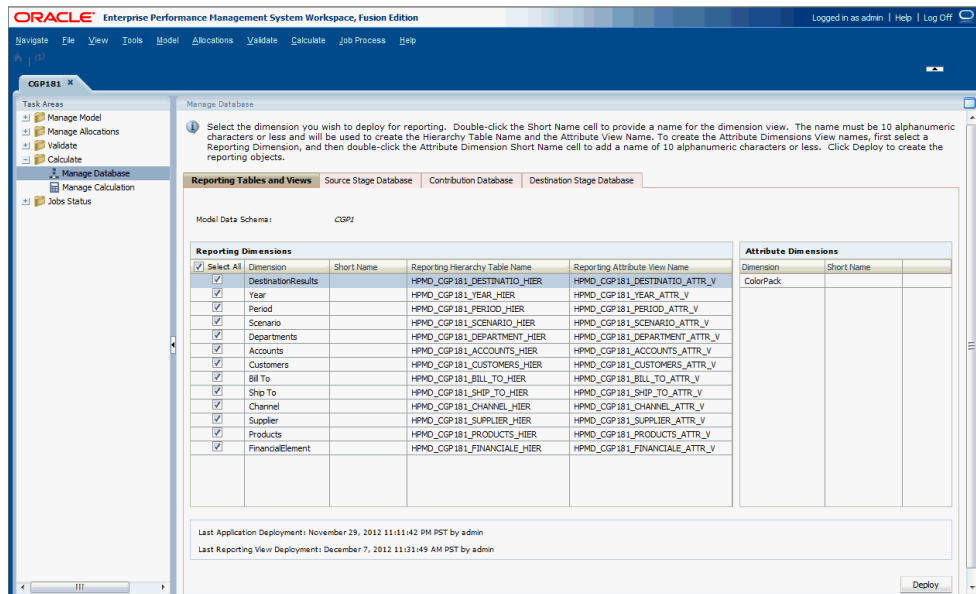 ORACLE Enterprise Performance Management System Workspace, Fusion Edition
Logged in as admin | Help | Log Off
Navigate File View Tools Model Allocations Validate Calculate Job Process Help
CGP181 ×
Task Areas
Manage Model
Manage Allocations
Validate
Calculate
Manage Database
Manage Calculation
Jobs Status
Manage Database
Select the dimension you wish to deploy for reporting. Double-click the Short Name cell to provide a name for the dimension view. The name must be 10 alphanumeric
characters or less and will be used to create the Hierarchy Table Name and the Attribute View Name. To create the Attribute Dimensions View names, first select a
Reporting Dimension, and then double-click the Attribute Dimension Short Name cell to add a name of 10 alphanumeric characters or less. Click Deploy to create the
reporting objects.
Reporting Tables and Views Source Stage Database Contribution Database Destination Stage Database
Model Data Schema: CGP1
Reporting Dimensions
Select All Dimension Short Name Reporting Hierarchy Table Name Reporting Attribute View Name
DestinationResults HPMD_CGP181_DESTINATIO_HIER HPMD_CGP181_DESTINATIO_ATTR_V
Year HPMD_CGP181_YEAR_HIER HPMD_CGP181_YEAR_ATTR_V
Period HPMD_CGP181_PERIOD_HIER HPMD_CGP181_PERIOD_ATTR_V
Scenario HPMD_CGP181_SCENARIO_HIER HPMD_CGP181_SCENARIO_ATTR_V
Departments HPMD_CGP181_DEPARTMENT_HIER HPMD_CGP181_DEPARTMENT_ATTR_V
Accounts HPMD_CGP181_ACCOUNTS_HIER HPMD_CGP181_ACCOUNTS_ATTR_V
Customers HPMD_CGP181_CUSTOMERS_HIER HPMD_CGP181_CUSTOMERS_ATTR_V
Bill To HPMD_CGP181_BILL_TO_HIER HPMD_CGP181_BILL_TO_ATTR_V
Ship To HPMD_CGP181_SHIP_TO_HIER HPMD_CGP181_SHIP_TO_ATTR_V
Channel HPMD_CGP181_CHANNEL_HIER HPMD_CGP181_CHANNEL_ATTR_V
Supplier HPMD_CGP181_SUPPLIER_HIER HPMD_CGP181_SUPPLIER_ATTR_V
Products HPMD_CGP181_PRODUCTS_HIER HPMD_CGP181_PRODUCTS_ATTR_V
FinancialElement HPMD_CGP181_FINANCIALE_HIER HPMD_CGP181_FINANCIALE_ATTR_V
Attribute Dimensions
Dimension Short Name
ColorPack
Last Application Deployment: November 29, 2012 11:11:42 PM PST by admin
Last Reporting View Deployment: December 7, 2012 11:31:49 AM PST by admin
Deploy